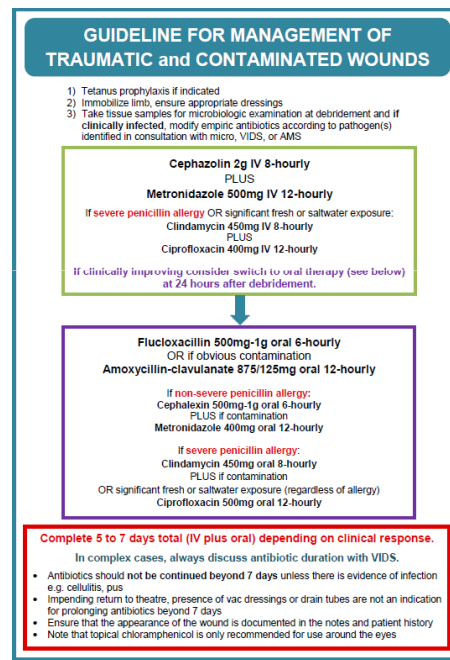 GUIDELINE FOR MANAGEMENT OF
TRAUMATIC and CONTAMINATED WOUNDS
1) Tetanus prophylaxis if indicated
2) Immobilize limb, ensure appropriate dressings
3) Take tissue samples for microbiologic examination at debridement and if
clinically infected, modify empiric antibiotics according to pathogen(s)
identified in consultation with micro, VIDS, or AMS
Cephazolin 2g IV 8-hourly
PLUS
Metronidazole 500mg IV 12-hourly
If severe penicillin allergy OR significant fresh or saltwater exposure:
Clindamycin 450mg IV 8-hourly
PLUS
Ciprofloxacin 400mg IV 12-hourly
If clinically improving consider switch to oral therapy (see below)
at 24 hours after debridement.
Flucloxacillin 500mg-1g oral 6-hourly
OR if obvious contamination
Amoxycillin-clavulanate 875/125mg oral 12-hourly
If non-severe penicillin allergy:
Cephalexin 500mg-1g oral 6-hourly
PLUS if contamination
Metronidazole 400mg oral 12-hourly
If severe penicillin allergy:
Clindamycin 450mg oral 8-hourly
PLUS if contamination
OR significant fresh or saltwater exposure (regardless of allergy)
Ciprofloxacin 500mg oral 12-hourly
Complete 5 to 7 days total (IV plus oral) depending on clinical response.
In complex cases, always discuss antibiotic duration with VIDS.
• Antibiotics should not be continued beyond 7 days unless there is evidence of infection
e.g. cellulitis, pus
• Impending return to theatre, presence of vac dressings or drain tubes are not an indication
for prolonging antibiotics beyond 7 days
• Ensure that the appearance of the wound is documented in the notes and patient history
• Note that topical chloramphenicol is only recommended for use around the eyes